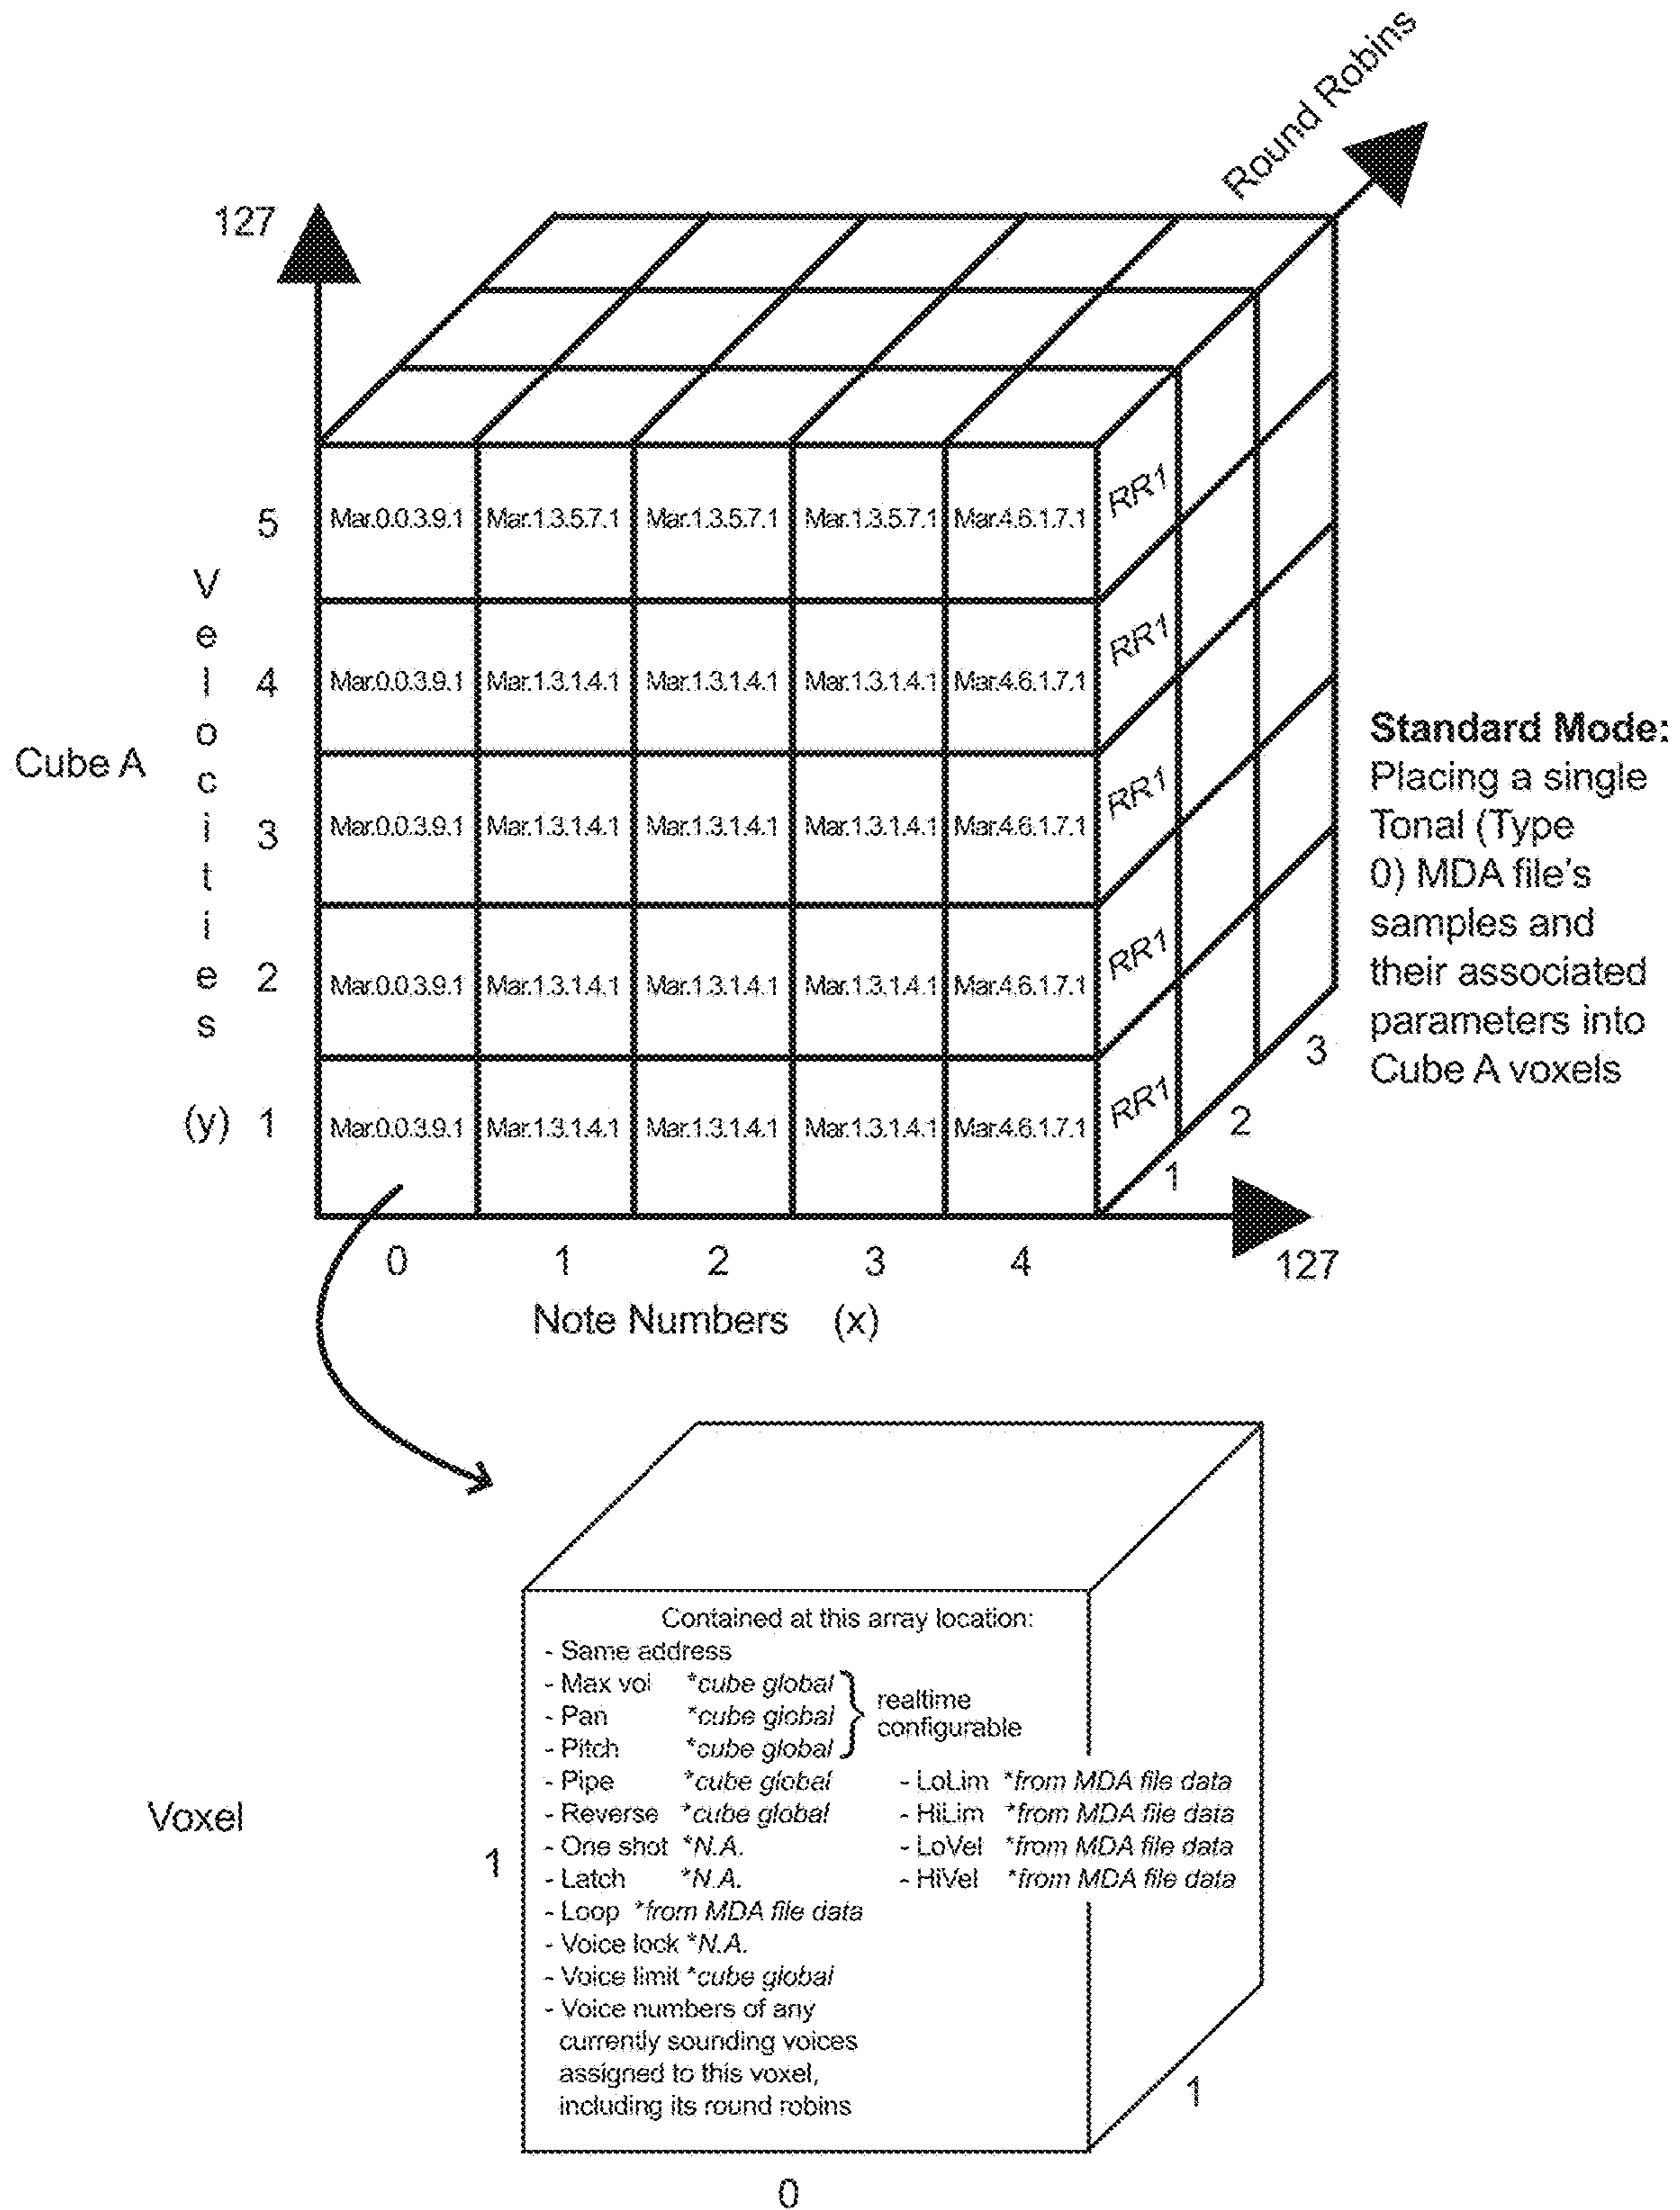 Round Robins
127
5
Mar.0.0.3.9.1 Mar.1.3.5.7.1 Mar.1.3.5.7.1 Mar.1.3.5.7.1 Mar.4.6.1.7.1 RR1
4
Mar.0.0.3.9.1 Mar.1.3.1.4.1 Mar.1.3.1.4.1 Mar.1.3.1.4.1 Mar.4.6.1.7.1 RR1
3
Mar.0.0.3.9.1 Mar.1.3.1.4.1 Mar.1.3.1.4.1 Mar.1.3.1.4.1 Mar.4.6.1.7.1 RR1
2
Mar.0.0.3.9.1 Mar.1.3.1.4.1 Mar.1.3.1.4.1 Mar.1.3.1.4.1 Mar.4.6.1.7.1 RR1
(y) 1
Mar.0.0.3.9.1 Mar.1.3.1.4.1 Mar.1.3.1.4.1 Mar.1.3.1.4.1 Mar.4.6.1.7.1 RR1
Velocities
Cube A
Standard Mode:
Placing a single
Tonal (Type
0) MDA file's
samples and
their associated
parameters into
Cube A voxels
1 2 3
0 1 2 3 4 127
Note Numbers (x)
Voxel
Contained at this array location:
- Same address
- Max vol *cube global
- Pan *cube global
- Pitch *cube global
realtime
configurable
- Pipe *cube global
- Reverse *cube global
- One shot *N.A.
- Latch *N.A.
- Loop *from MDA file data
- Voice lock *N.A.
- Voice limit *cube global
- Voice numbers of any
currently sounding voices
assigned to this voxel,
including its round robins
- LoLim *from MDA file data
- HiLim *from MDA file data
- LoVel *from MDA file data
- HiVel *from MDA file data
1
1
0